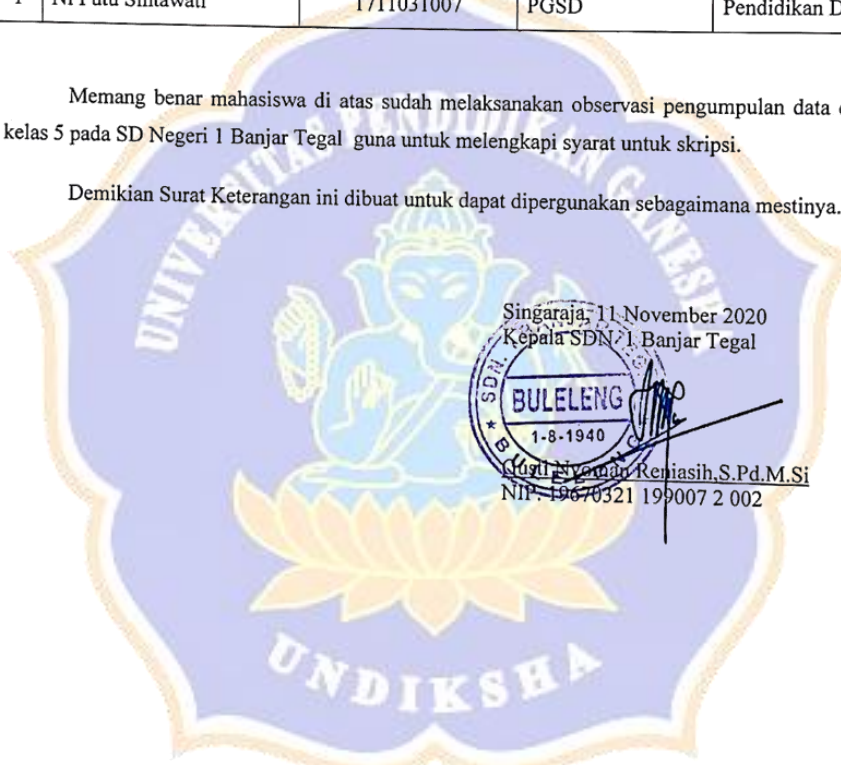 1 Ni Putu Sintawati 1711031007 PGSD Pendidikan D
Memang benar mahasiswa di atas sudah melaksanakan observasi pengumpulan data
kelas 5 pada SD Negeri 1 Banjar Tegal guna untuk melengkapi syarat untuk skripsi.
Demikian Surat Keterangan ini dibuat untuk dapat dipergunakan sebagaimana mestinya.
UNIVERSITAS PENDIDIKAN GANESHA
Singaraja, 11 November 2020
Kepala SDN. 1 Banjar Tegal
SDN.
BULELENG
1-8-1940
* BULELENG
Gusti Nyoman Reniasih,S.Pd.M.Si
NIP. 19670321 199007 2 002
UNDIKSHA